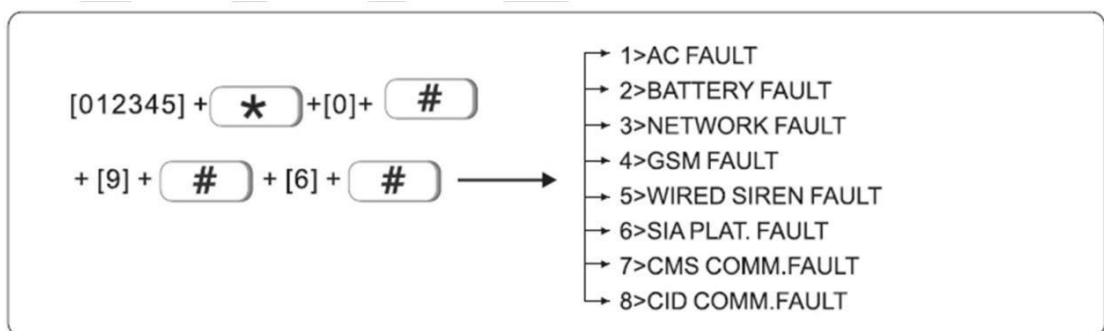 [012345] + * +[0]+ #
+ [9] + # + [6] + #
1>AC FAULT
2>BATTERY FAULT
3>NETWORK FAULT
4>GSM FAULT
5>WIRED SIREN FAULT
6>SIA PLAT. FAULT
7>CMS COMM.FAULT
8>CID COMM.FAULT